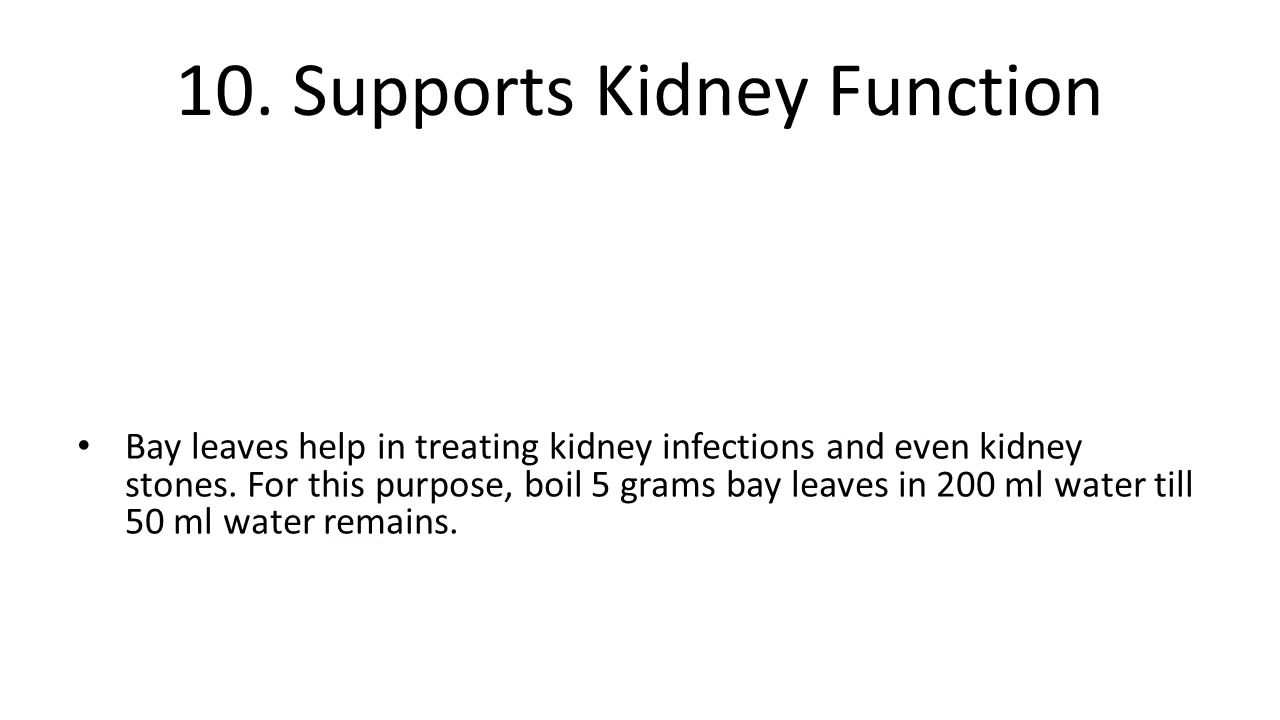 10. Supports Kidney Function
• Bay leaves help in treating kidney infections and even kidney
stones. For this purpose, boil 5 grams bay leaves in 200 ml water till
50 ml water remains.